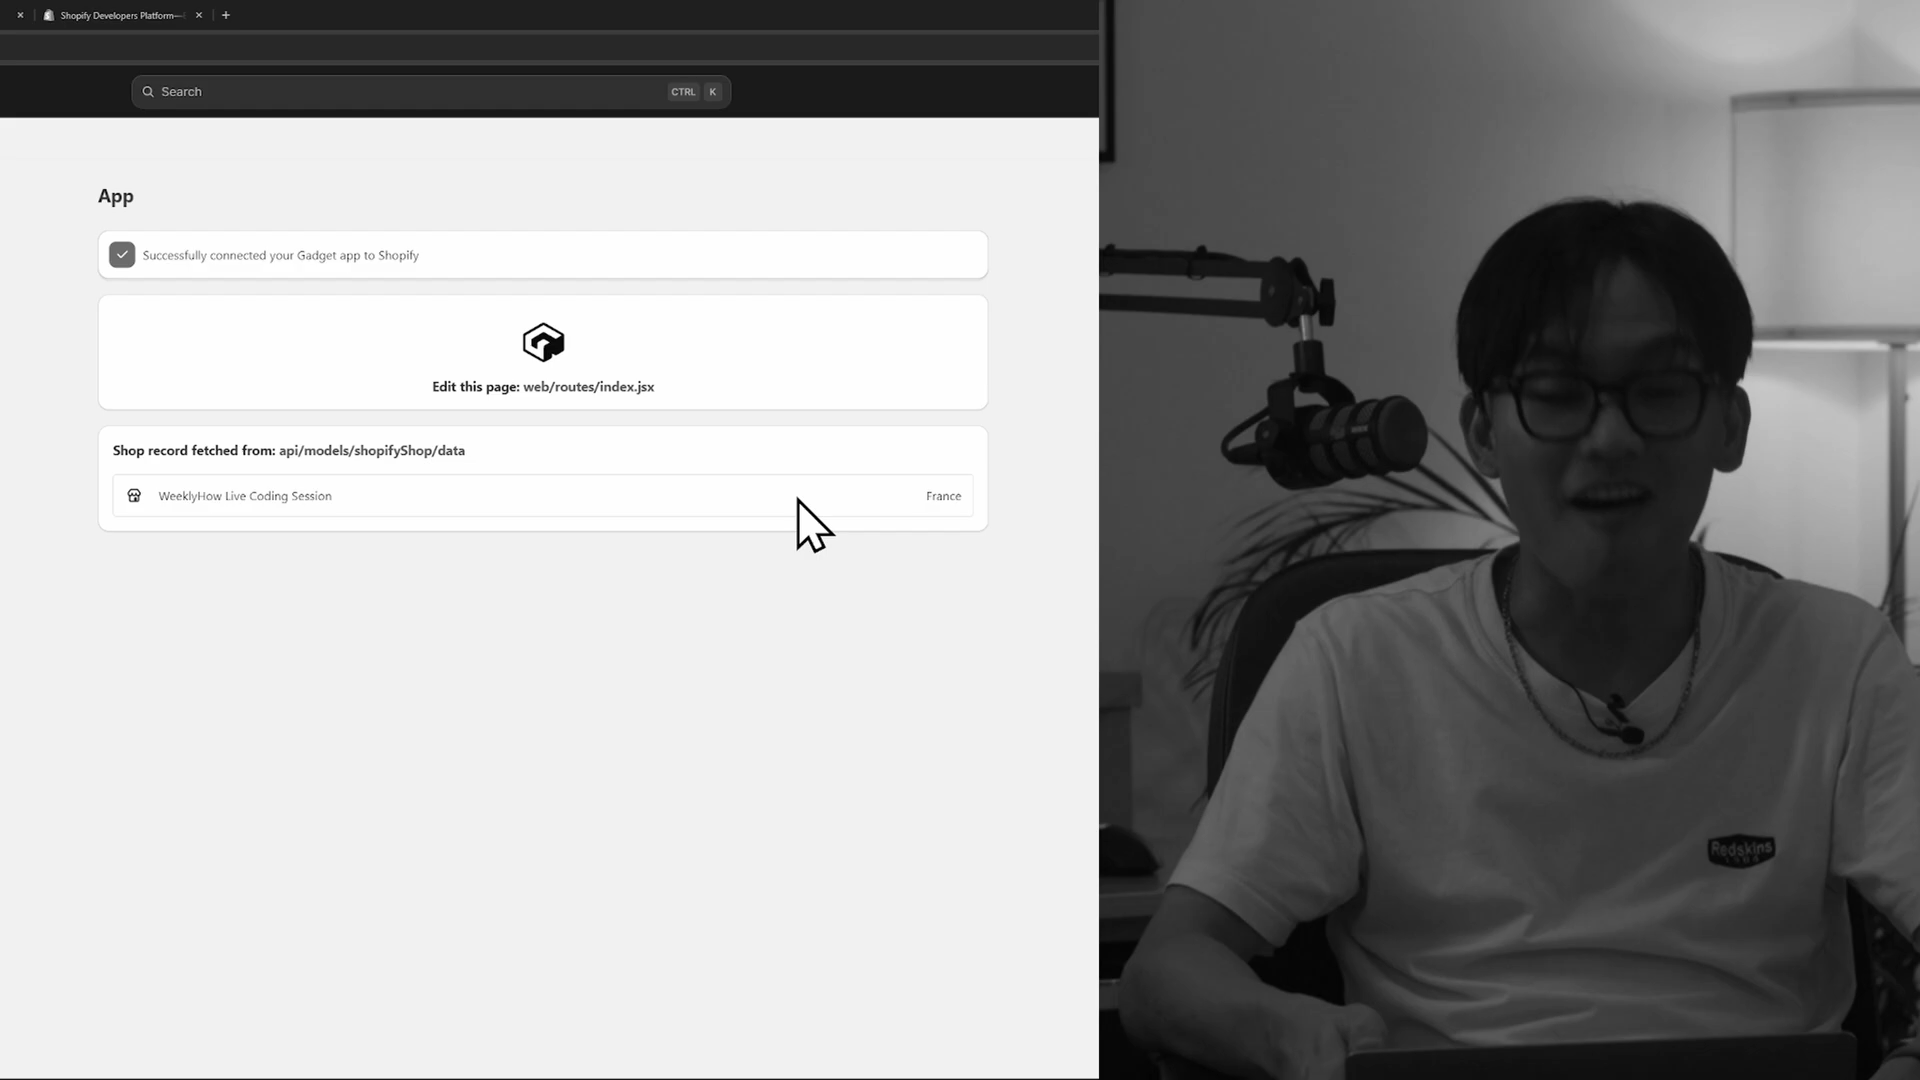 Shopify Developers Platform
Search
CTRL K
App
Successfully connected your Gadget app to Shopify
Edit this page: web/routes/index.jsx
Shop record fetched from: api/models/shopifyShop/data
WeeklyHow Live Coding Session
France
Redskins